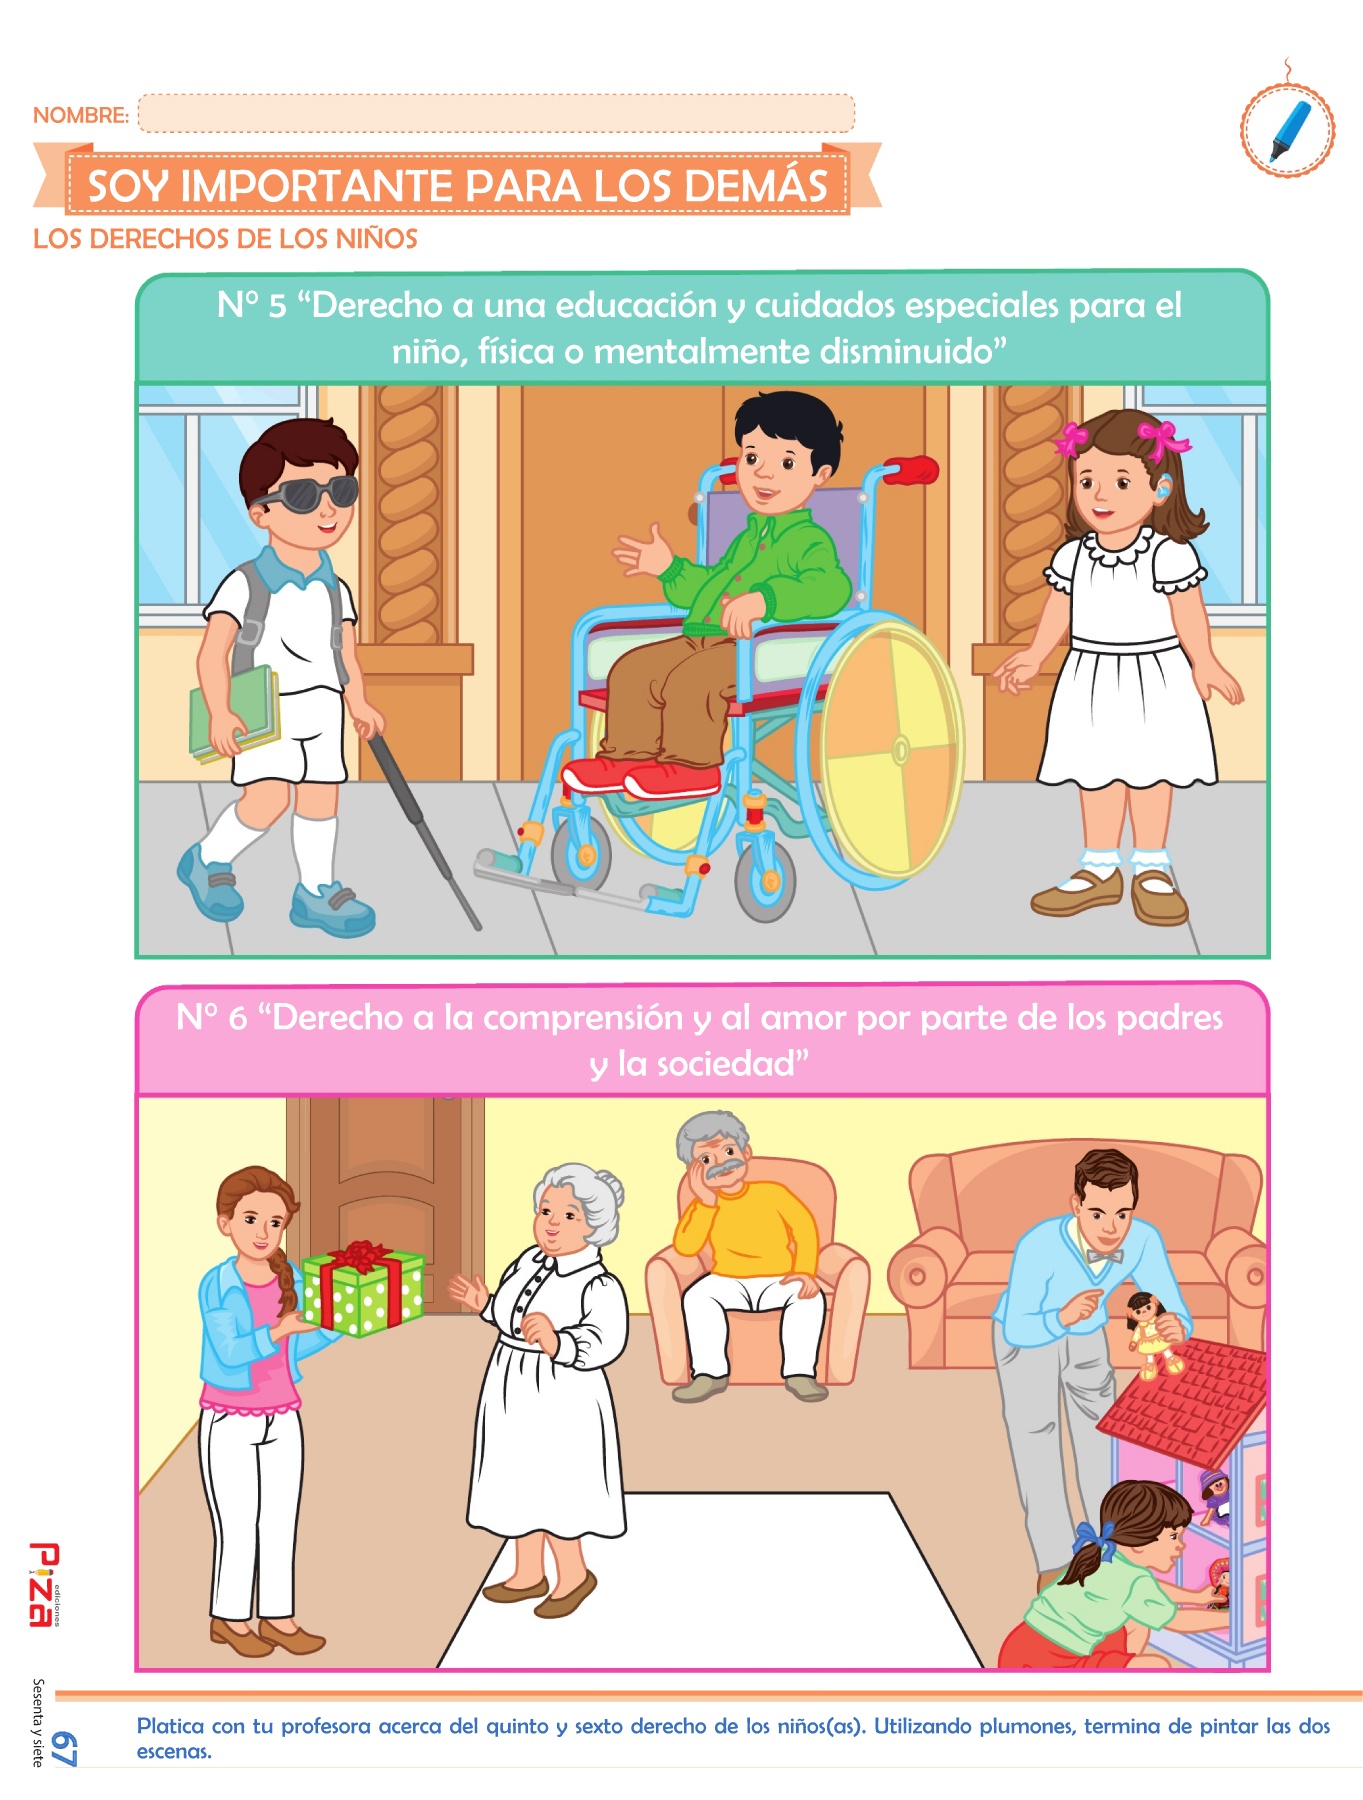 NOMBRE:
SOY IMPORTANTE PARA LOS DEMÁS
LOS DERECHOS DE LOS NIÑOS
Nº 5 “Derecho a una educación y cuidados especiales para el
niño, física o mentalmente disminuido”
Nº 6 “Derecho a la comprensión y al amor por parte de los padres
y la sociedad”
Piza
ediciones
Sesenta y siete
67
Platica con tu profesora acerca del quinto y sexto derecho de los niños(as). Utilizando plumones, termina de pintar las dos
escenas.